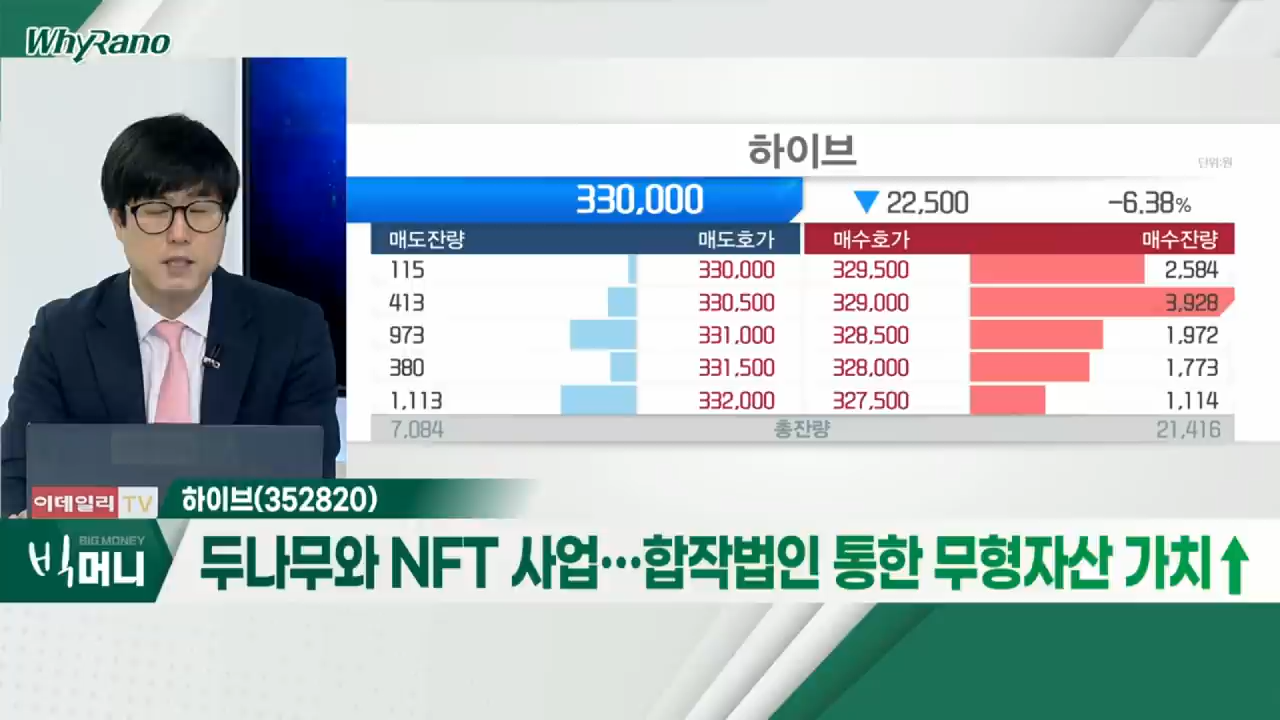 WhyRano
하이브
단위:원
330,000 ▼ 22,500 -6.38%
매도잔량 매도호가 매수호가 매수잔량
115 330,000 329,500 2,584
413 330,500 329,000 3,928
973 331,000 328,500 1,972
380 331,500 328,000 1,773
1,113 332,000 327,500 1,114
7,084 총잔량 21,416
이데일리 TV 하이브(352820)
BIG MONEY
빅머니
두나무와 NFT 사업…합작법인 통한 무형자산 가치↑